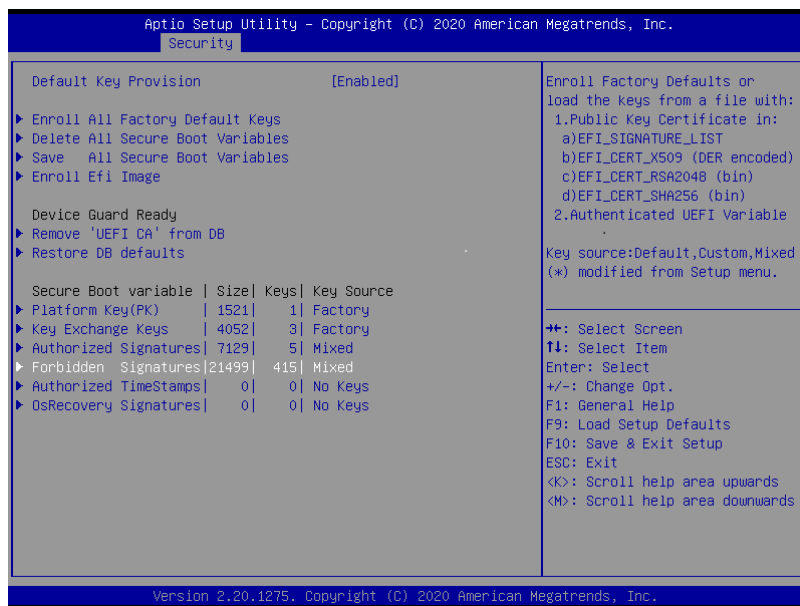 Aptio Setup Utility – Copyright (C) 2020 American Megatrends, Inc.
Security
Default Key Provision [Enabled]
Enroll All Factory Default Keys
Delete All Secure Boot Variables
Save All Secure Boot Variables
Enroll Efi Image
Device Guard Ready
Remove 'UEFI CA' from DB
Restore DB defaults
Secure Boot variable | Size| Keys| Key Source
Platform Key(PK) | 1521| 1| Factory
Key Exchange Keys | 4052| 3| Factory
Authorized Signatures| 7129| 5| Mixed
Forbidden Signatures|21499| 415| Mixed
Authorized TimeStamps| 0| 0| No Keys
OsRecovery Signatures| 0| 0| No Keys
Enroll Factory Defaults or
load the keys from a file with:
1.Public Key Certificate in:
a)EFI_SIGNATURE_LIST
b)EFI_CERT_X509 (DER encoded)
c)EFI_CERT_RSA2048 (bin)
d)EFI_CERT_SHA256 (bin)
2.Authenticated UEFI Variable
Key source:Default,Custom,Mixed
(*) modified from Setup menu.
→←: Select Screen
↑↓: Select Item
Enter: Select
+/-: Change Opt.
F1: General Help
F9: Load Setup Defaults
F10: Save & Exit Setup
ESC: Exit
<K>: Scroll help area upwards
<M>: Scroll help area downwards
Version 2.20.1275. Copyright (C) 2020 American Megatrends, Inc.